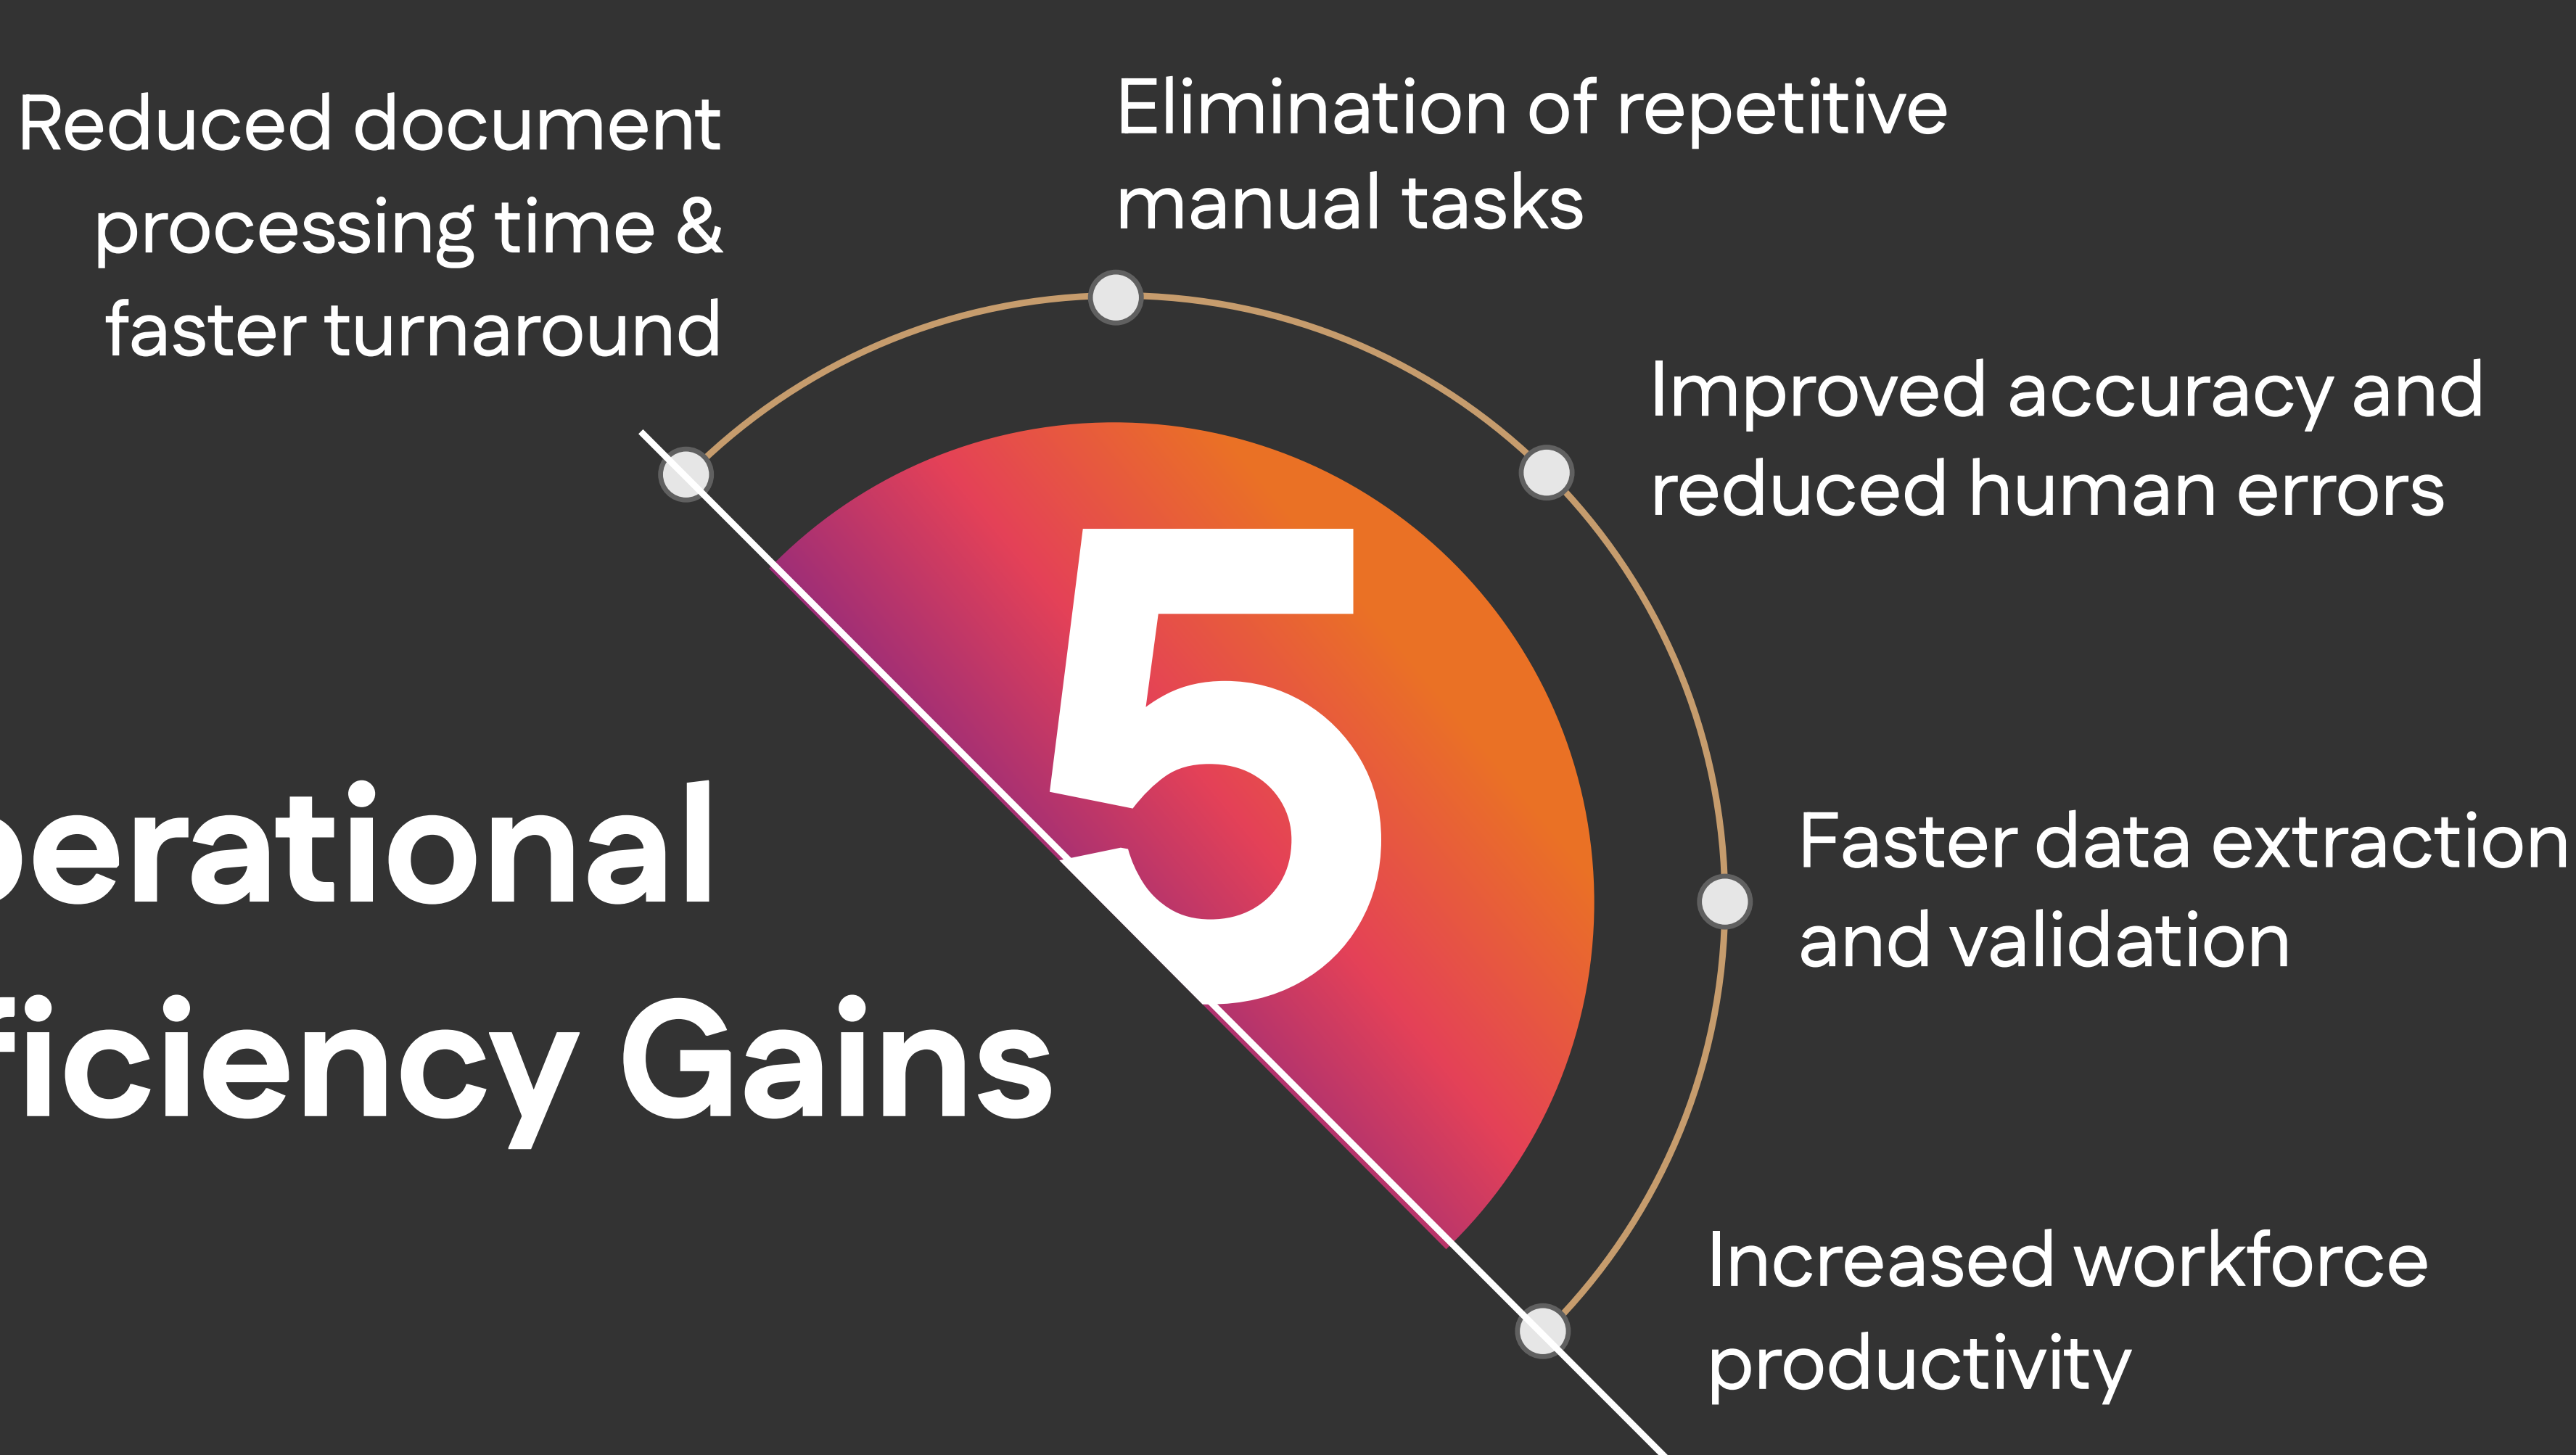 Reduced document
processing time &
faster turnaround
Elimination of repetitive
manual tasks
Improved accuracy and
reduced human errors
5
perational
ficiency Gains
Faster data extraction
and validation
Increased workforce
productivity